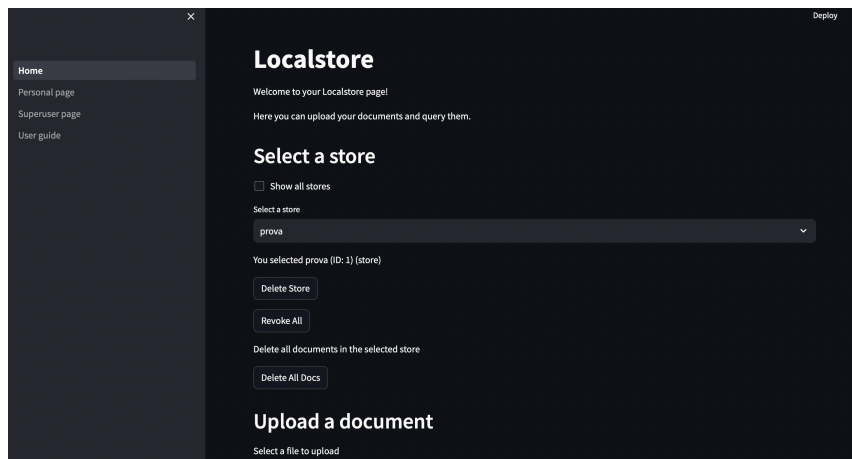 Deploy
Home
Personal page
Superuser page
User guide
Localstore
Welcome to your Localstore page!
Here you can upload your documents and query them.
Select a store
Show all stores
Select a store
prova
You selected prova (ID: 1) (store)
Delete Store
Revoke All
Delete all documents in the selected store
Delete All Docs
Upload a document
Select a file to upload